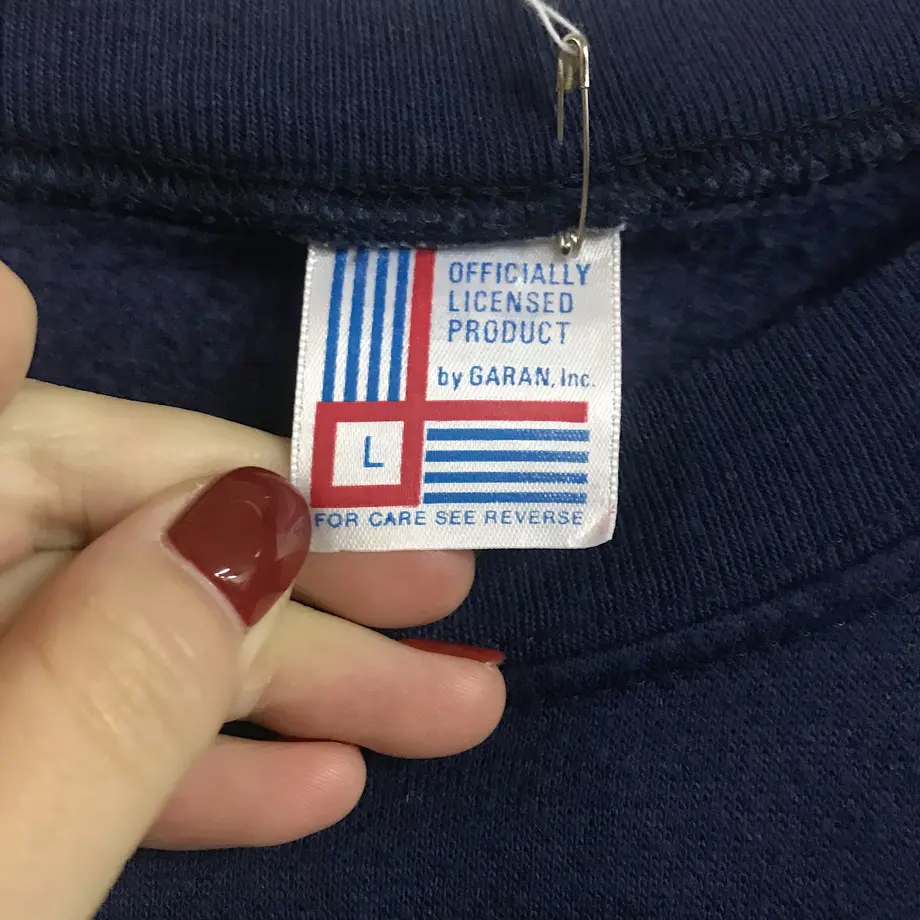 OFFICIALLY
LICENSED
PRODUCT
by GARAN, Inc.
L
FOR CARE SEE REVERSE